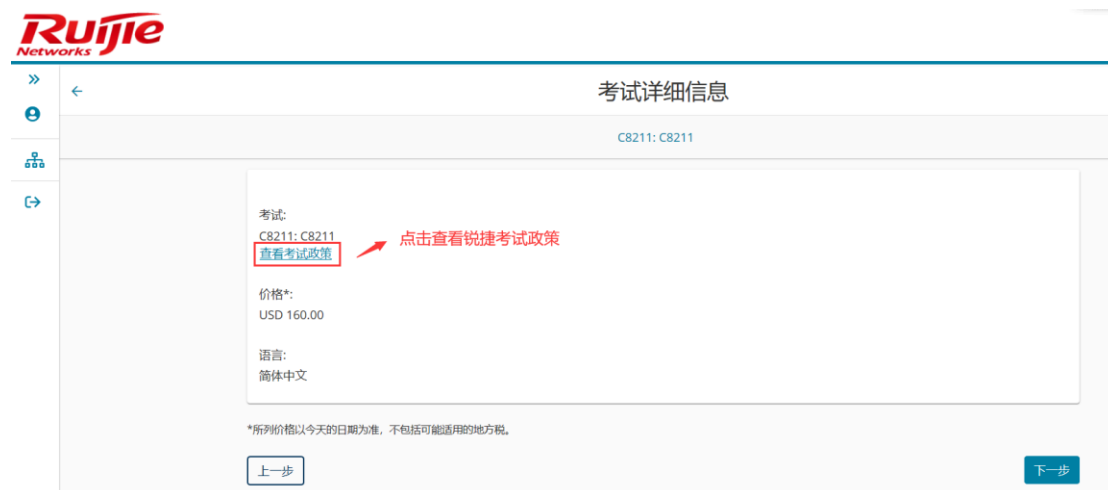 Ruijie
Networks
考试详细信息
C8211: C8211
考试:
C8211: C8211
查看考试政策
点击查看锐捷考试政策
价格*:
USD 160.00
语言:
简体中文
*所列价格以今天的日期为准，不包括可能适用的地方税。
上一步
下一步